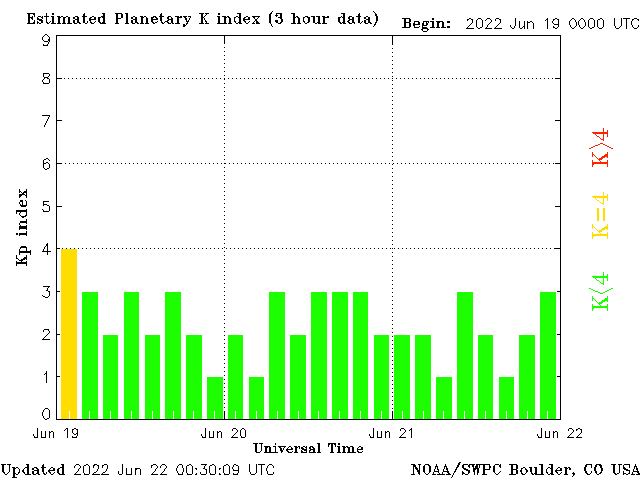 Estimated Planetary K index (3 hour data) Begin: 2022 Jun 19 0000 UTC
9
8
7
6
5
4
3
2
1
0
Kp index
K>4
K=4
K<4
Jun 19 Jun 20 Jun 21 Jun 22
Universal Time
Updated 2022 Jun 22 00:30:09 UTC NOAA/SWPC Boulder, CO USA